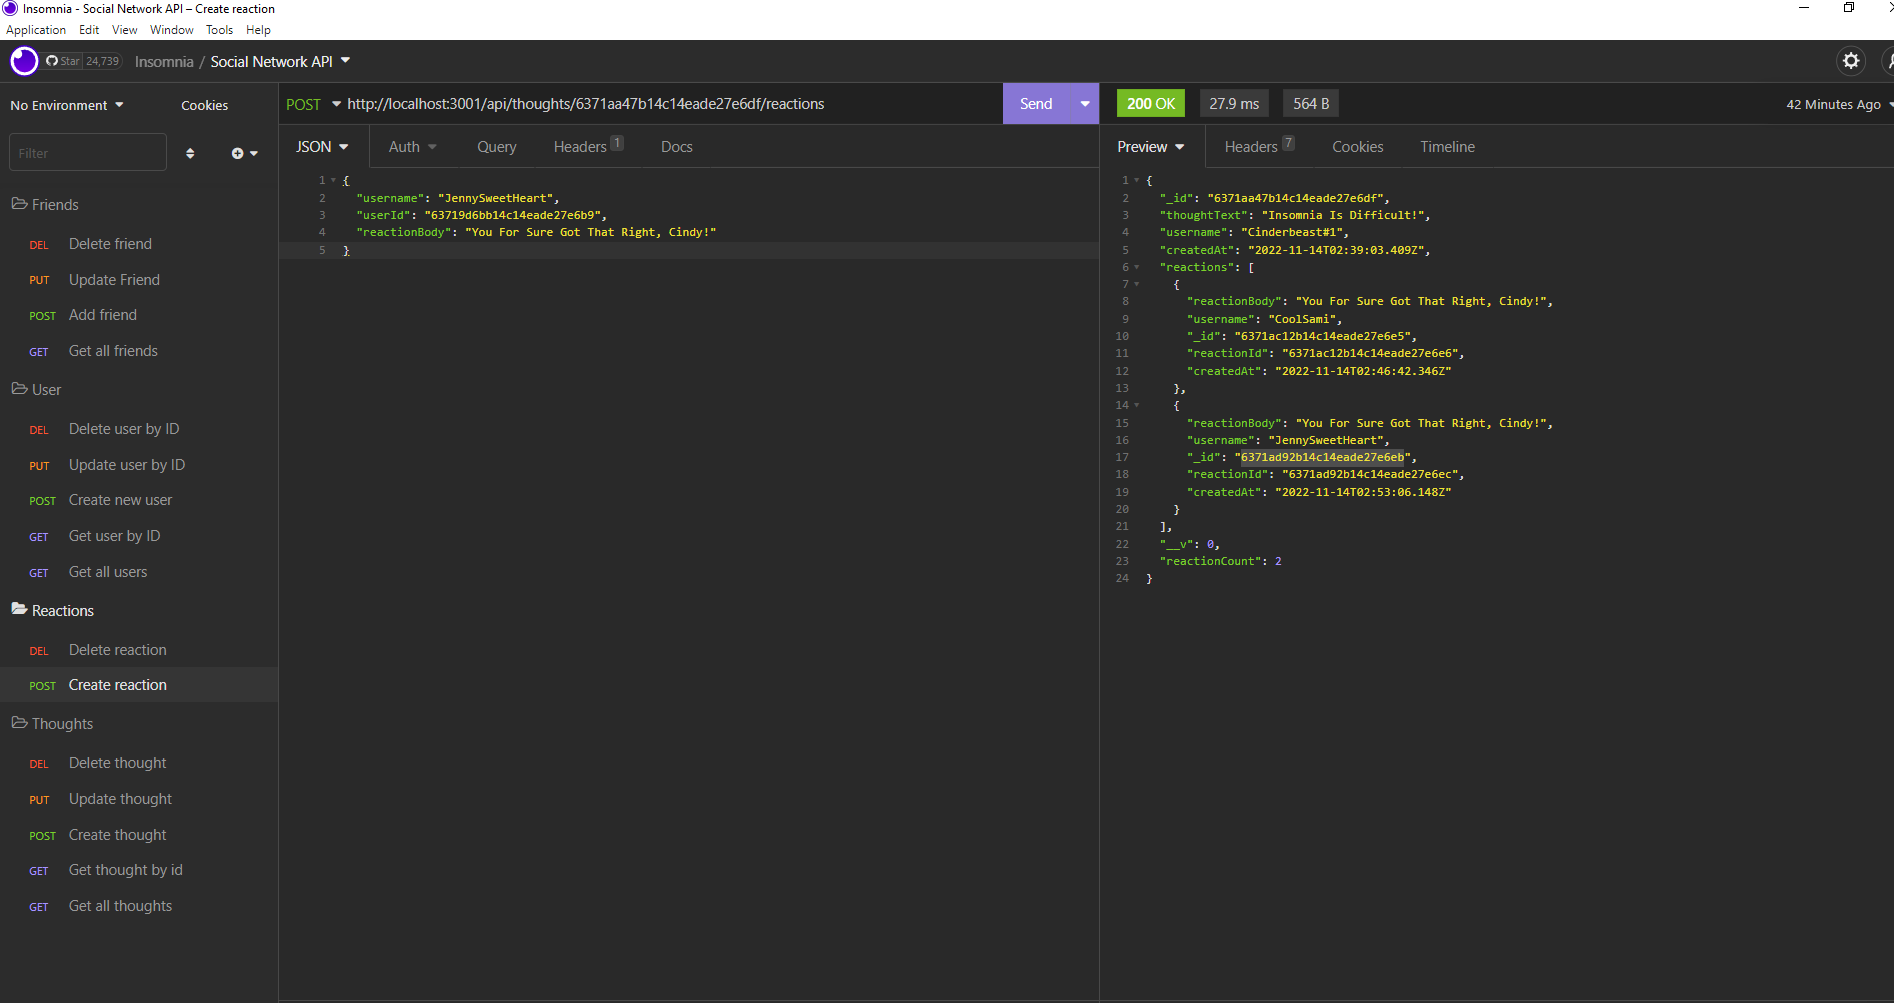 Insomnia - Social Network API – Create reaction
Application Edit View Window Tools Help
Star 24,739 Insomnia / Social Network API
No Environment Cookies
Filter
Friends
DEL Delete friend
PUT Update Friend
POST Add friend
GET Get all friends
User
DEL Delete user by ID
PUT Update user by ID
POST Create new user
GET Get user by ID
GET Get all users
Reactions
DEL Delete reaction
POST Create reaction
Thoughts
DEL Delete thought
PUT Update thought
POST Create thought
GET Get thought by id
GET Get all thoughts
POST http://localhost:3001/api/thoughts/6371aa47b14c14eade27e6df/reactions Send
JSON Auth Query Headers 1 Docs
1 {
2 "username": "JennySweetHeart",
3 "userId": "63719d6bb14c14eade27e6b9",
4 "reactionBody": "You For Sure Got That Right, Cindy!"
5 }
200 OK 27.9 ms 564 B 42 Minutes Ago
Preview Headers 7 Cookies Timeline
1 {
2 "_id": "6371aa47b14c14eade27e6df",
3 "thoughtText": "Insomnia Is Difficult!",
4 "username": "Cinderbeast#1",
5 "createdAt": "2022-11-14T02:39:03.409Z",
6 "reactions": [
7 {
8 "reactionBody": "You For Sure Got That Right, Cindy!",
9 "username": "CoolSami",
10 "_id": "6371ac12b14c14eade27e6e5",
11 "reactionId": "6371ac12b14c14eade27e6e6",
12 "createdAt": "2022-11-14T02:46:42.346Z"
13 },
14 {
15 "reactionBody": "You For Sure Got That Right, Cindy!",
16 "username": "JennySweetHeart",
17 "_id": "6371ad92b14c14eade27e6eb",
18 "reactionId": "6371ad92b14c14eade27e6ec",
19 "createdAt": "2022-11-14T02:53:06.148Z"
20 }
21 ],
22 "__v": 0,
23 "reactionCount": 2
24 }